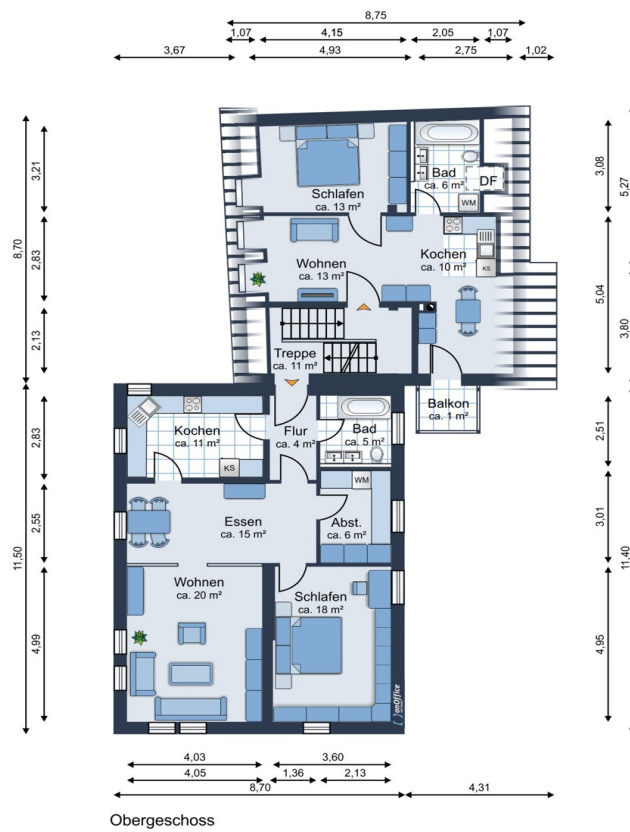 8,75
1,07 4,15 2,05 1,07
3,67 4,93 2,75 1,02
3,21
8,70
2,83
2,13
3,08
5,27
5,04
3,80
Schlafen
ca. 13 m²
Bad
ca. 6 m²
DF
WM
Wohnen
ca. 13 m²
Kochen
ca. 10 m²
KS
Treppe
ca. 11 m²
Balkon
ca. 1 m²
2,83
2,55
11,50
4,99
2,51
3,01
11,40
4,95
Kochen
ca. 11 m²
KS
Flur
ca. 4 m²
Bad
ca. 5 m²
WM
Essen
ca. 15 m²
Abst.
ca. 6 m²
Wohnen
ca. 20 m²
Schlafen
ca. 18 m²
onOffice
4,03 3,60
4,05 1,36 2,13
8,70 4,31
Obergeschoss